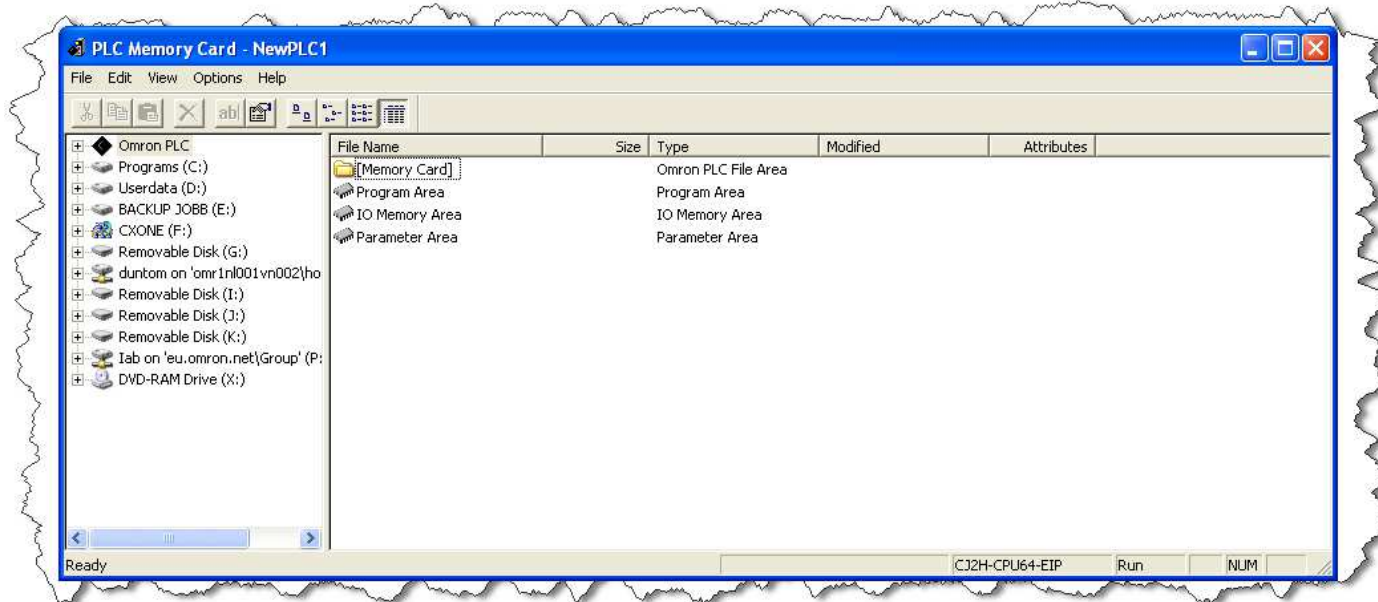 PLC Memory Card - NewPLC1
File Edit View Options Help
ab
Omron PLC
Programs (C:)
Userdata (D:)
BACKUP JOBB (E:)
CXONE (F:)
Removable Disk (G:)
duntom on 'omr1nl001vn002\ho
Removable Disk (I:)
Removable Disk (J:)
Removable Disk (K:)
Iab on 'eu.omron.net\Group' (P:
DVD-RAM Drive (X:)
File Name Size Type Modified Attributes
[Memory Card] Omron PLC File Area
Program Area Program Area
IO Memory Area IO Memory Area
Parameter Area Parameter Area
Ready CJ2H-CPU64-EIP Run NUM